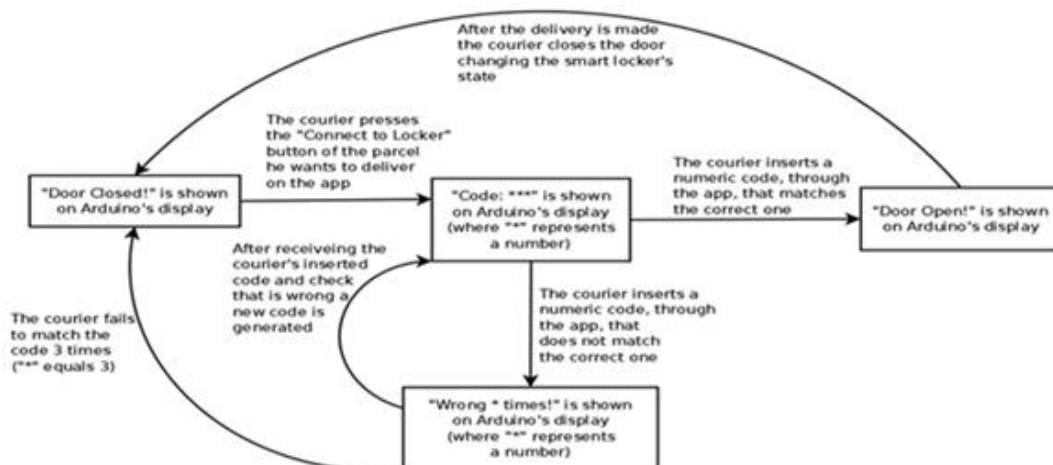 After the delivery is made
the courier closes the door
changing the smart locker's
state
The courier presses
the "Connect to Locker"
button of the parcel
he wants to deliver
on the app
The courier inserts a
numeric code, through
the app, that matches
the correct one
"Door Closed!" is shown
on Arduino's display
"Code: ***" is shown
on Arduino's display
(where "*" represents
a number)
"Door Open!" is shown
on Arduino's display
After receiveing the
courier's inserted
code and check
that is wrong a
new code is
generated
The courier inserts a
numeric code, through
the app, that
does not match
the correct one
The courier fails
to match the
code 3 times
("*" equals 3)
"Wrong * times!" is shown
on Arduino's display
(where "*" represents
a number)